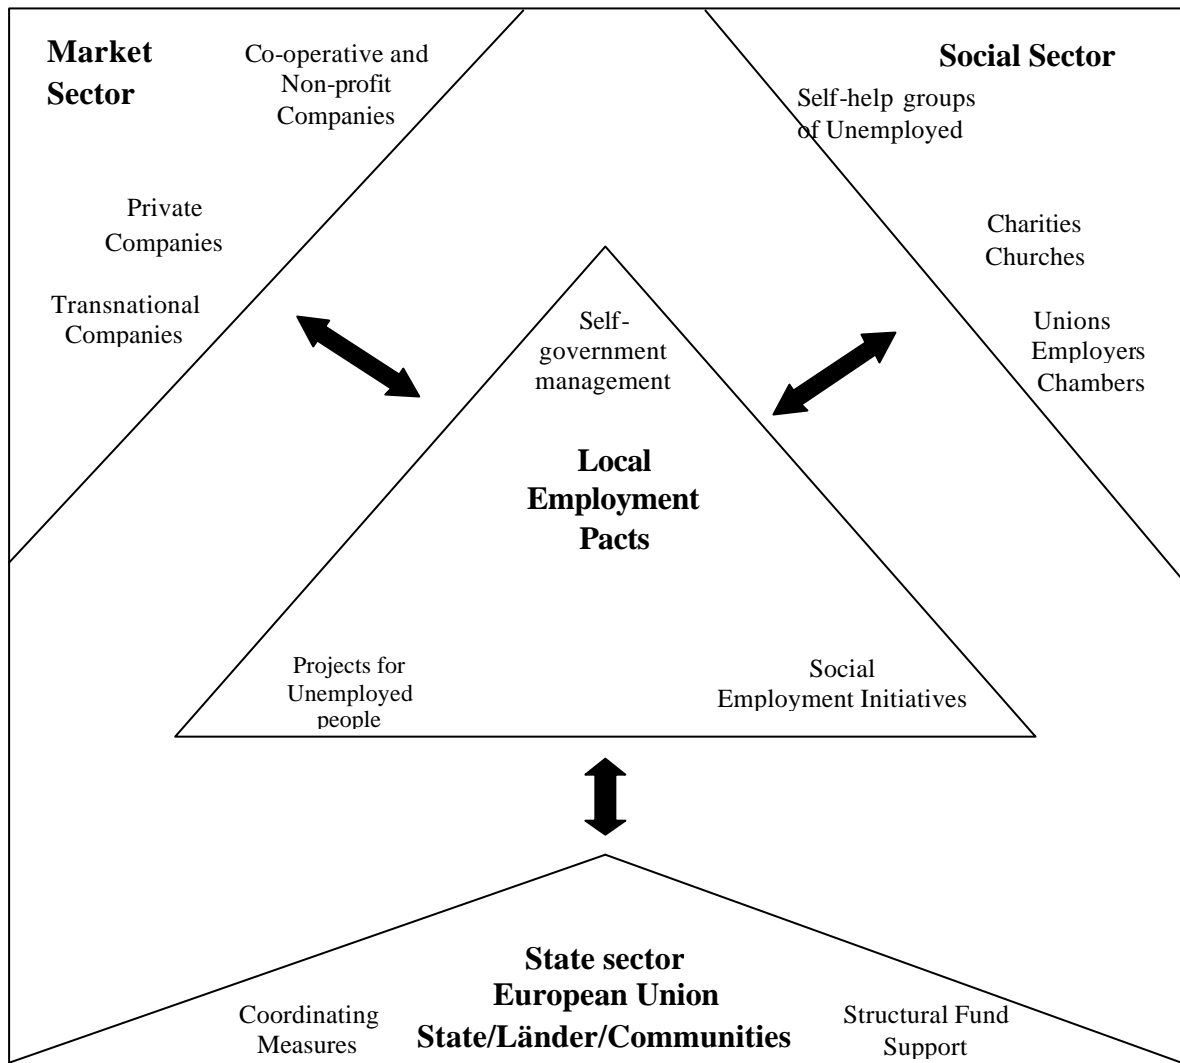 Market
Sector
Co-operative and
Non-profit
Companies
Private
Companies
Transnational
Companies
Social Sector
Self-help groups
of Unemployed
Charities
Churches
Unions
Employers
Chambers
Self-
government
management
Local
Employment
Pacts
Projects for
Unemployed
people
Social
Employment Initiatives
State sector
European Union
State/Länder/Communities
Coordinating
Measures
Structural Fund
Support